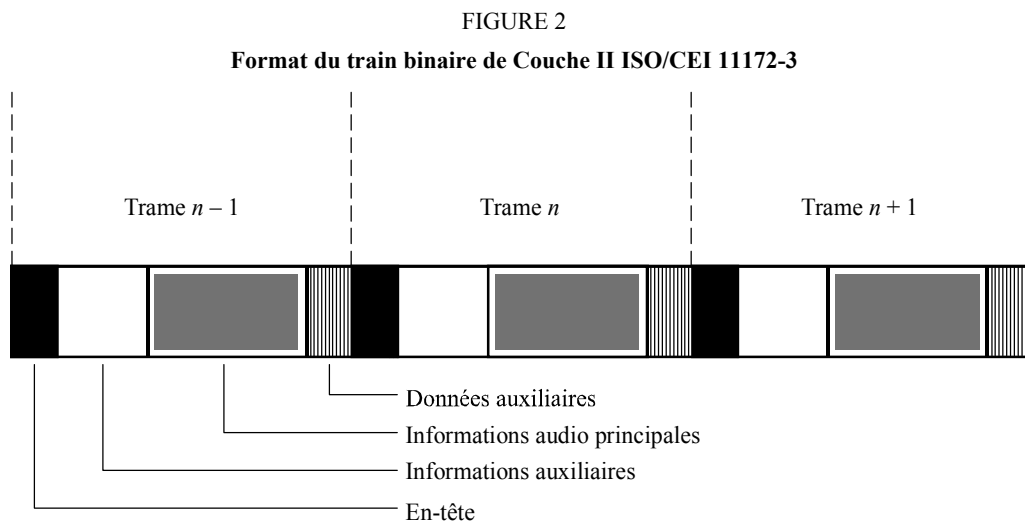 FIGURE 2
Format du train binaire de Couche II ISO/CEI 11172-3
Trame n – 1
Trame n
Trame n + 1
Données auxiliaires
Informations audio principales
Informations auxiliaires
En-tête